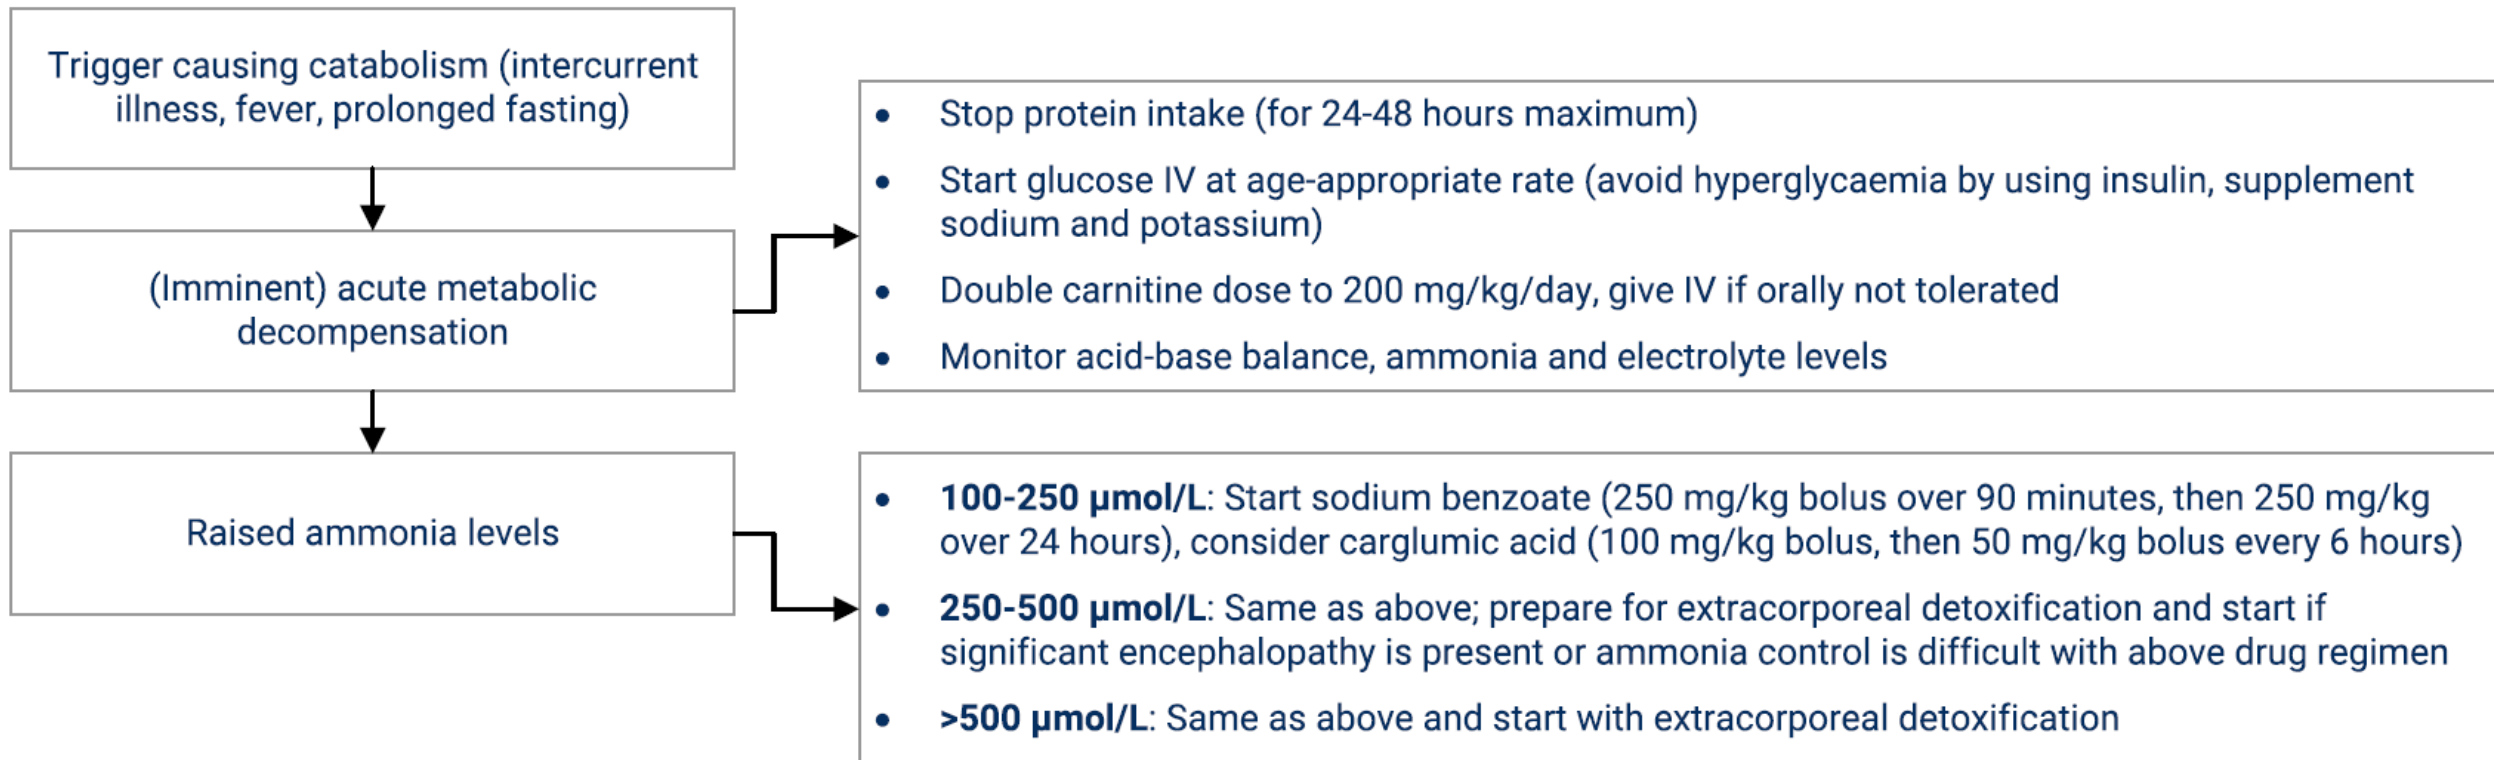 Trigger causing catabolism (intercurrent
illness, fever, prolonged fasting)
(Imminent) acute metabolic
decompensation
Raised ammonia levels
• Stop protein intake (for 24-48 hours maximum)
• Start glucose IV at age-appropriate rate (avoid hyperglycaemia by using insulin, supplement
sodium and potassium)
• Double carnitine dose to 200 mg/kg/day, give IV if orally not tolerated
• Monitor acid-base balance, ammonia and electrolyte levels
• 100-250 µmol/L: Start sodium benzoate (250 mg/kg bolus over 90 minutes, then 250 mg/kg
over 24 hours), consider carglumic acid (100 mg/kg bolus, then 50 mg/kg bolus every 6 hours)
• 250-500 µmol/L: Same as above; prepare for extracorporeal detoxification and start if
significant encephalopathy is present or ammonia control is difficult with above drug regimen
• >500 µmol/L: Same as above and start with extracorporeal detoxification